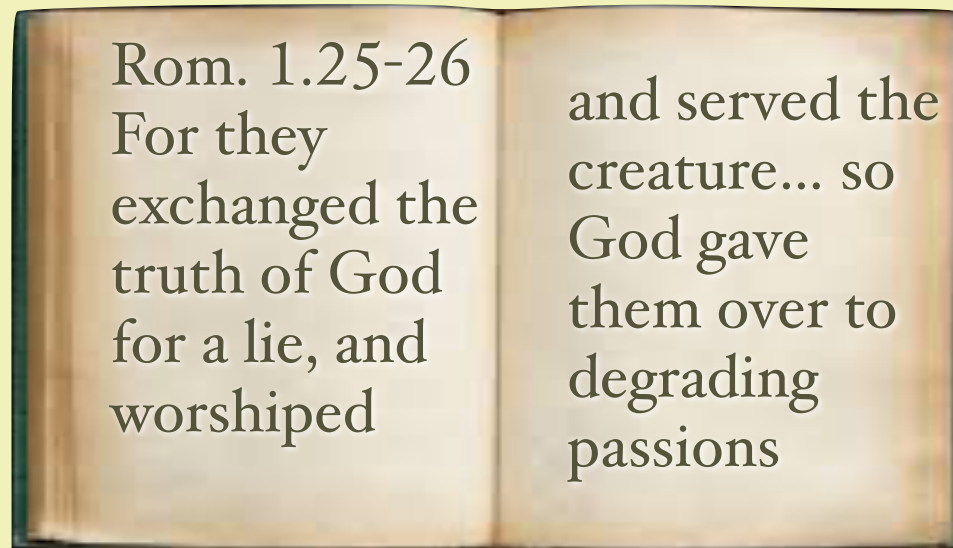 Rom. 1.25-26
For they
exchanged the
truth of God
for a lie, and
worshiped
and served the
creature... so
God gave
them over to
degrading
passions